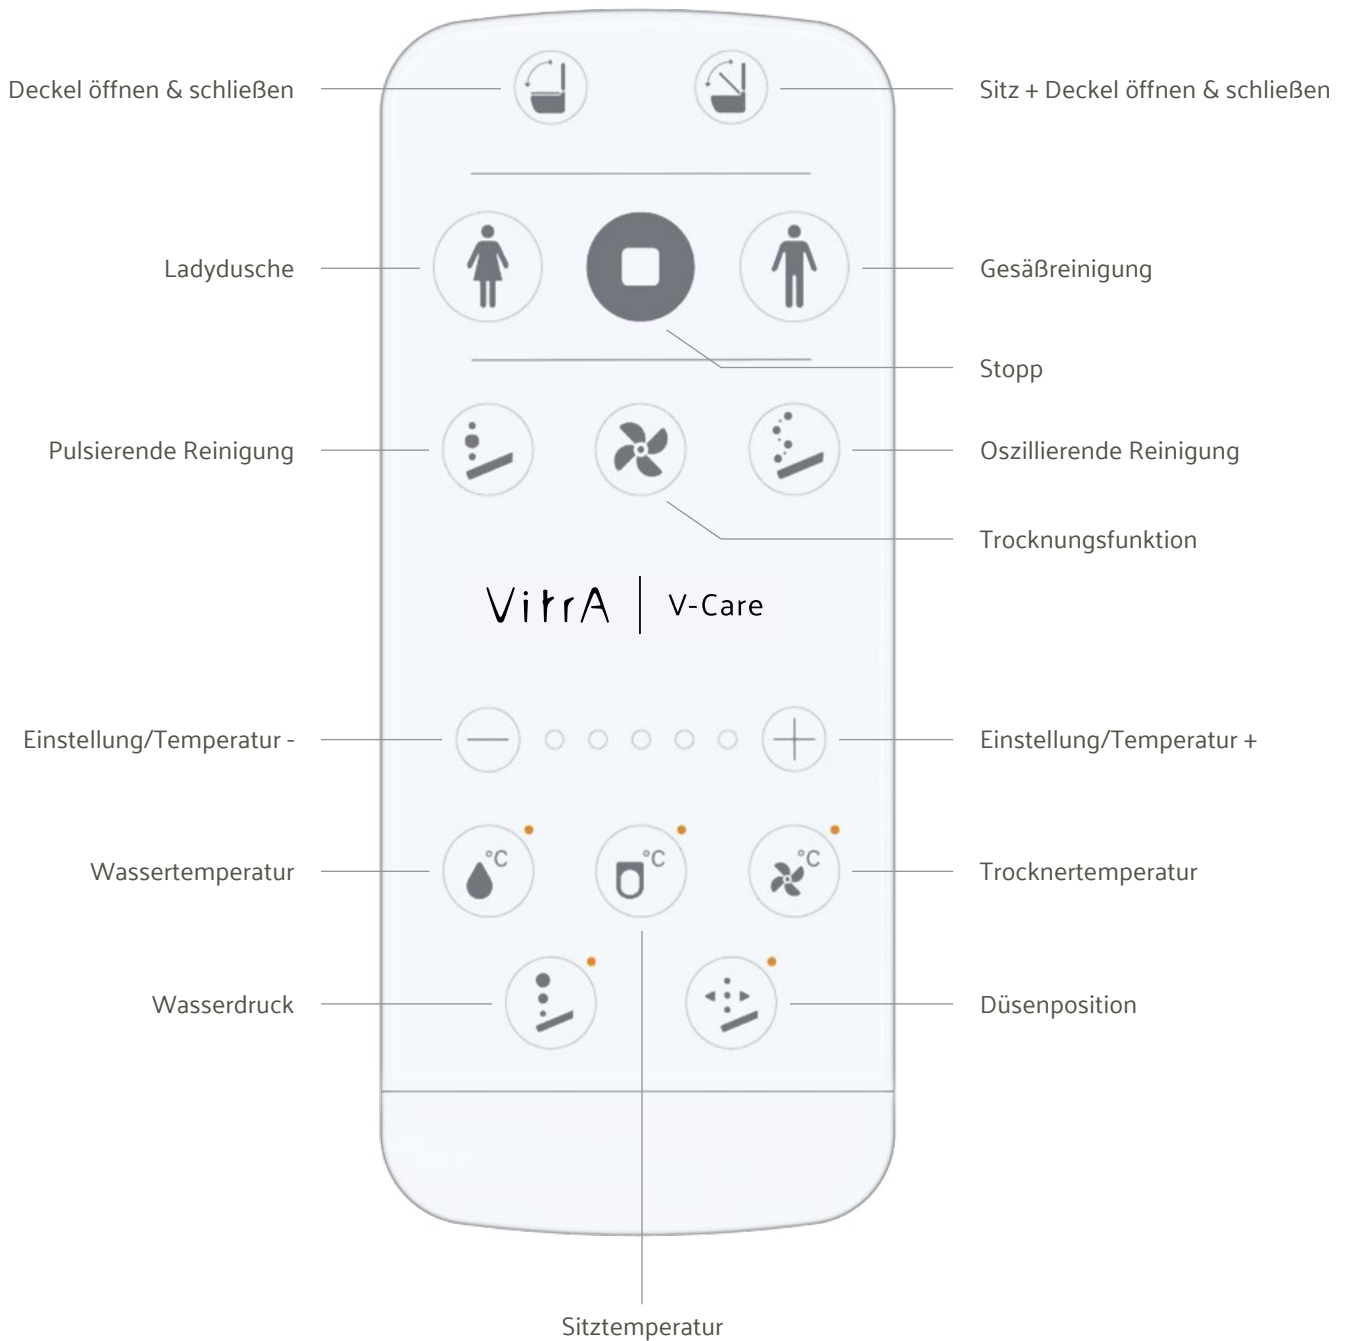 Deckel öffnen & schließen
Sitz + Deckel öffnen & schließen
Ladydusche
Gesäßreinigung
Stopp
Pulsierende Reinigung
Oszillierende Reinigung
Trocknungsfunktion
VitrA | V-Care
Einstellung/Temperatur -
Einstellung/Temperatur +
°C
°C
°C
Wassertemperatur
Trocknertemperatur
Wasserdruck
Düsenposition
Sitztemperatur